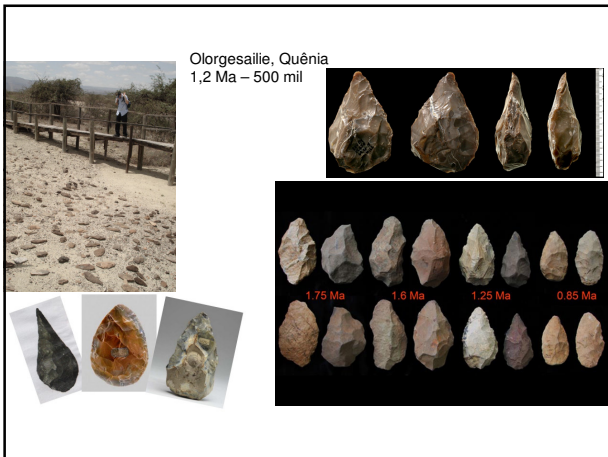 Olorgesailie, Quênia
1,2 Ma – 500 mil
1.75 Ma 1.6 Ma 1.25 Ma 0.85 Ma